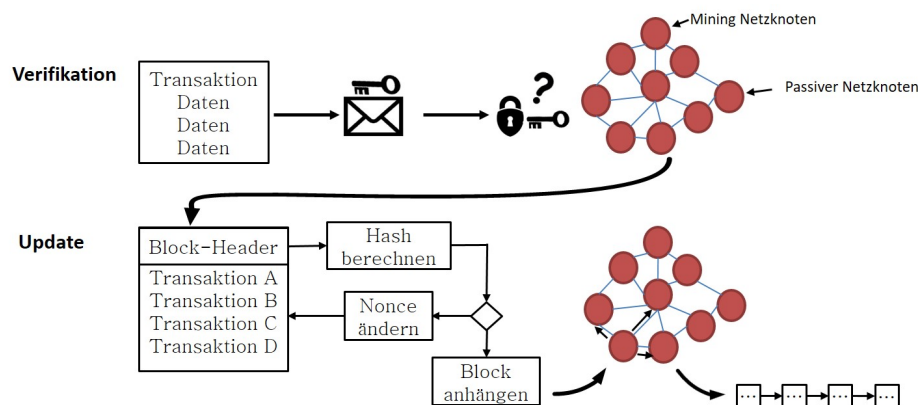 Mining Netzknoten
Verifikation
Transaktion
Daten
Daten
Daten
?
Passiver Netzknoten
Update
Block-Header
Transaktion A
Transaktion B
Transaktion C
Transaktion D
Hash
berechnen
Nonce
ändern
Block
anhängen
... ... ... ...